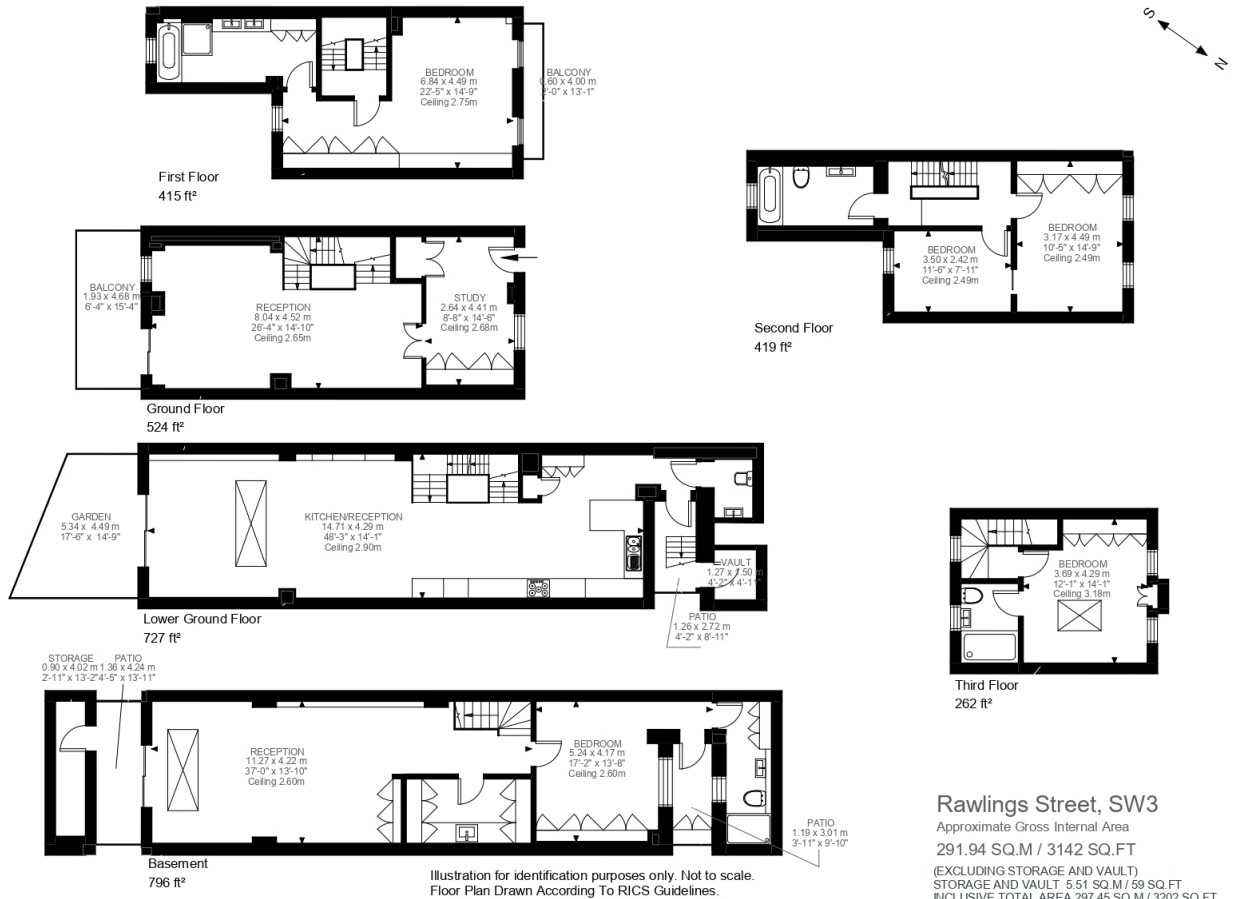 S
N
BEDROOM
6.84 x 4.49 m
22'-5" x 14'-9"
Ceiling 2.75m
BALCONY
0.60 x 4.00 m
2'-0" x 13'-1"
First Floor
415 ft²
BEDROOM
3.17 x 4.49 m
10'-5" x 14'-9"
Ceiling 2.49m
BEDROOM
3.50 x 2.42 m
11'-6" x 7'-11"
Ceiling 2.49m
Second Floor
419 ft²
BALCONY
1.93 x 4.68 m
6'-4" x 15'-4"
RECEPTION
8.04 x 4.52 m
26'-4" x 14'-10"
Ceiling 2.65m
STUDY
2.64 x 4.41 m
8'-8" x 14'-6"
Ceiling 2.68m
Ground Floor
524 ft²
GARDEN
5.34 x 4.49 m
17'-6" x 14'-9"
KITCHEN/RECEPTION
14.71 x 4.29 m
48'-3" x 14'-1"
Ceiling 2.90m
VAULT
1.27 x 1.50 m
4'-2" x 4'-11"
PATIO
1.26 x 2.72 m
4'-2" x 8'-11"
Lower Ground Floor
727 ft²
BEDROOM
3.69 x 4.29 m
12'-1" x 14'-1"
Ceiling 3.18m
Third Floor
262 ft²
STORAGE
0.90 x 4.02 m
2'-11" x 13'-2"
PATIO
1.36 x 4.24 m
4'-5" x 13'-11"
RECEPTION
11.27 x 4.22 m
37'-0" x 13'-10"
Ceiling 2.60m
BEDROOM
5.24 x 4.17 m
17'-2" x 13'-8"
Ceiling 2.60m
PATIO
1.19 x 3.01 m
3'-11" x 9'-10"
Basement
796 ft²
Illustration for identification purposes only. Not to scale.
Floor Plan Drawn According To RICS Guidelines.
Rawlings Street, SW3
Approximate Gross Internal Area
291.94 SQ.M / 3142 SQ.FT
(EXCLUDING STORAGE AND VAULT)
STORAGE AND VAULT 5.51 SQ.M / 59 SQ.FT
INCLUSIVE TOTAL AREA 297.45 SQ.M / 3202 SQ.FT